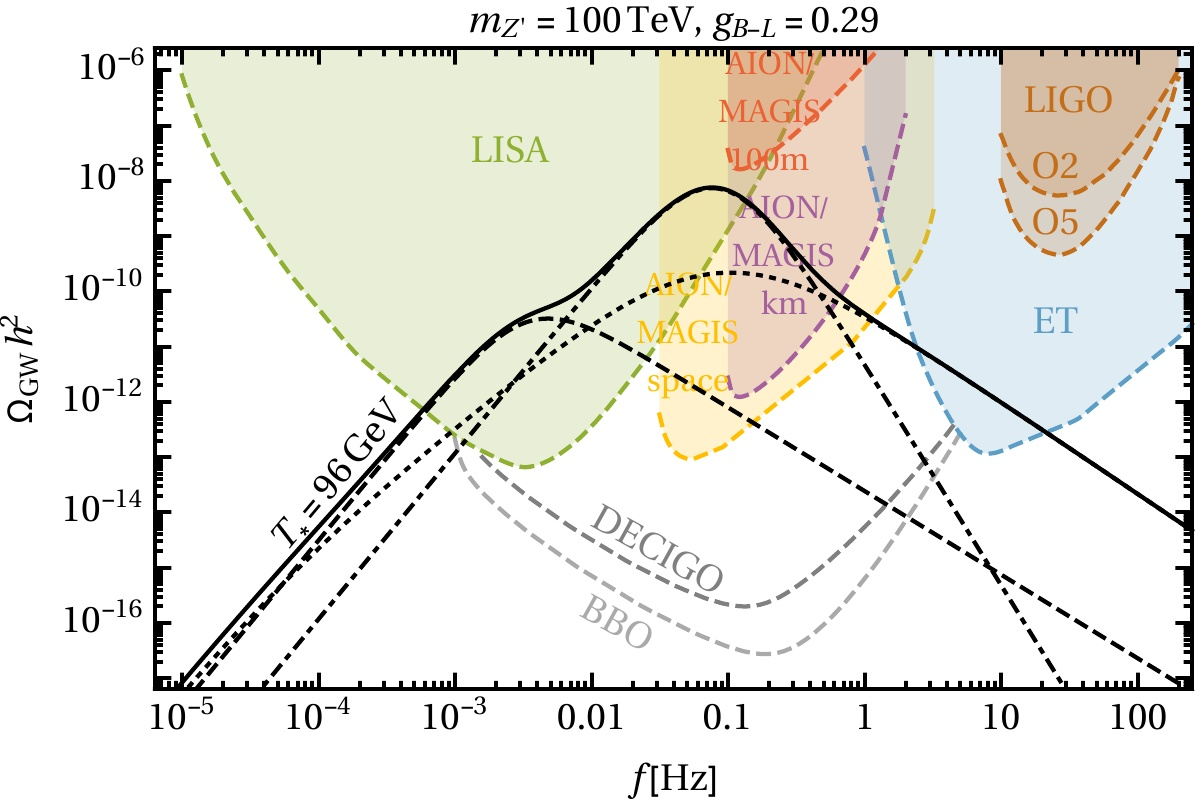 m_{Z'} = 100 TeV, g_{B-L} = 0.29
Ω_{GW} h^2
10^{-6}
10^{-8}
10^{-10}
10^{-12}
10^{-14}
10^{-16}
LISA
AION/
MAGIS
100m
AION/
MAGIS
km
AION/
MAGIS
space
LIGO
O2
O5
ET
T_* = 96 GeV
DECIGO
BBO
10^{-5}
10^{-4}
10^{-3}
0.01
0.1
1
10
100
f[Hz]